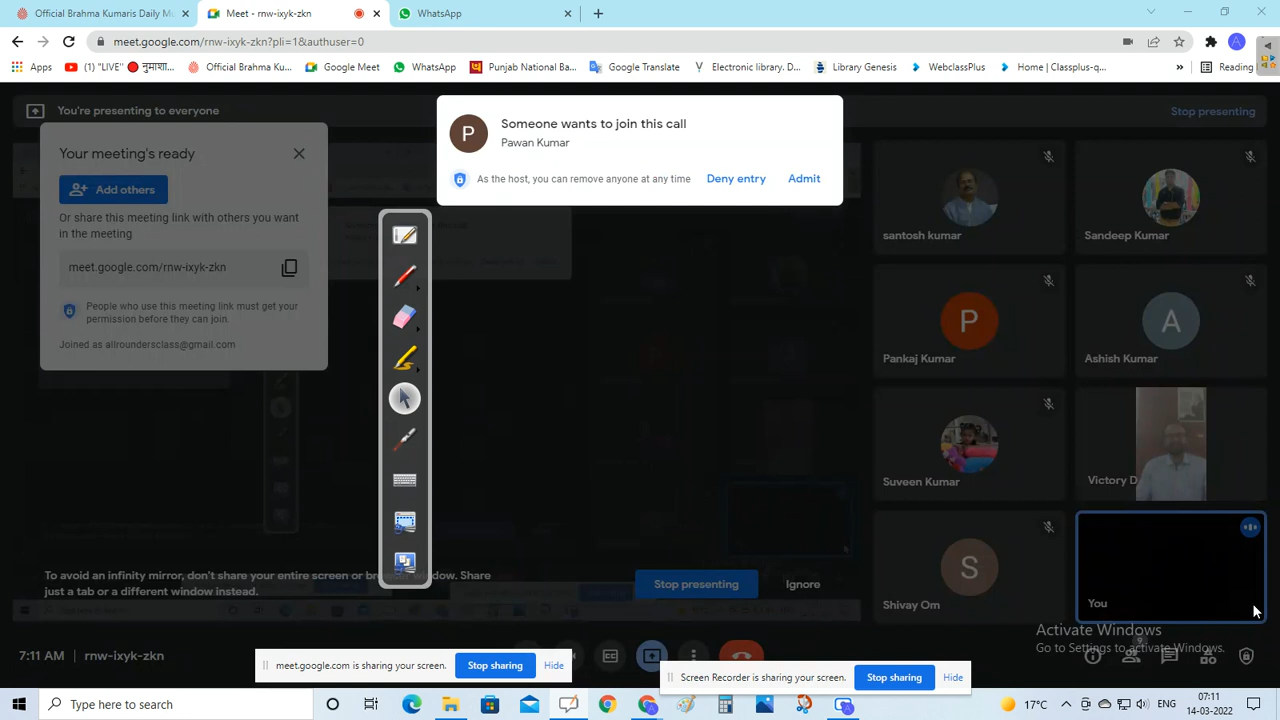 Official Brahma Kumaris Daily M
Meet - rnw-ixyk-zkn
WhatsApp
meet.google.com/rnw-ixyk-zkn?pli=1&authuser=0
A
Apps
(1) "LIVE" 🔴 नुमाशा...
Official Brahma Ku...
Google Meet
WhatsApp
Punjab National Ba...
Google Translate
Electronic library. D...
Library Genesis
WebclassPlus
Home | Classplus-q...
»
Reading
You're presenting to everyone
Stop presenting
P
Someone wants to join this call
Pawan Kumar
As the host, you can remove anyone at any time
Deny entry
Admit
Your meeting's ready
Add others
Or share this meeting link with others you want
in the meeting
meet.google.com/rnw-ixyk-zkn
People who use this meeting link must get your
permission before they can join.
Joined as allroundersclass@gmail.com
santosh kumar
Sandeep Kumar
P
Pankaj Kumar
A
Ashish Kumar
Suveen Kumar
Victory D
S
Shivay Om
You
To avoid an infinity mirror, don't share your entire screen or browser window. Share
just a tab or a different window instead.
Stop presenting
Ignore
Activate Windows
Go to Settings to activate Windows.
7:11 AM
rnw-ixyk-zkn
meet.google.com is sharing your screen.
Stop sharing
Hide
Screen Recorder is sharing your screen.
Stop sharing
Hide
Type here to search
17°C
ENG
07:11
14-03-2022